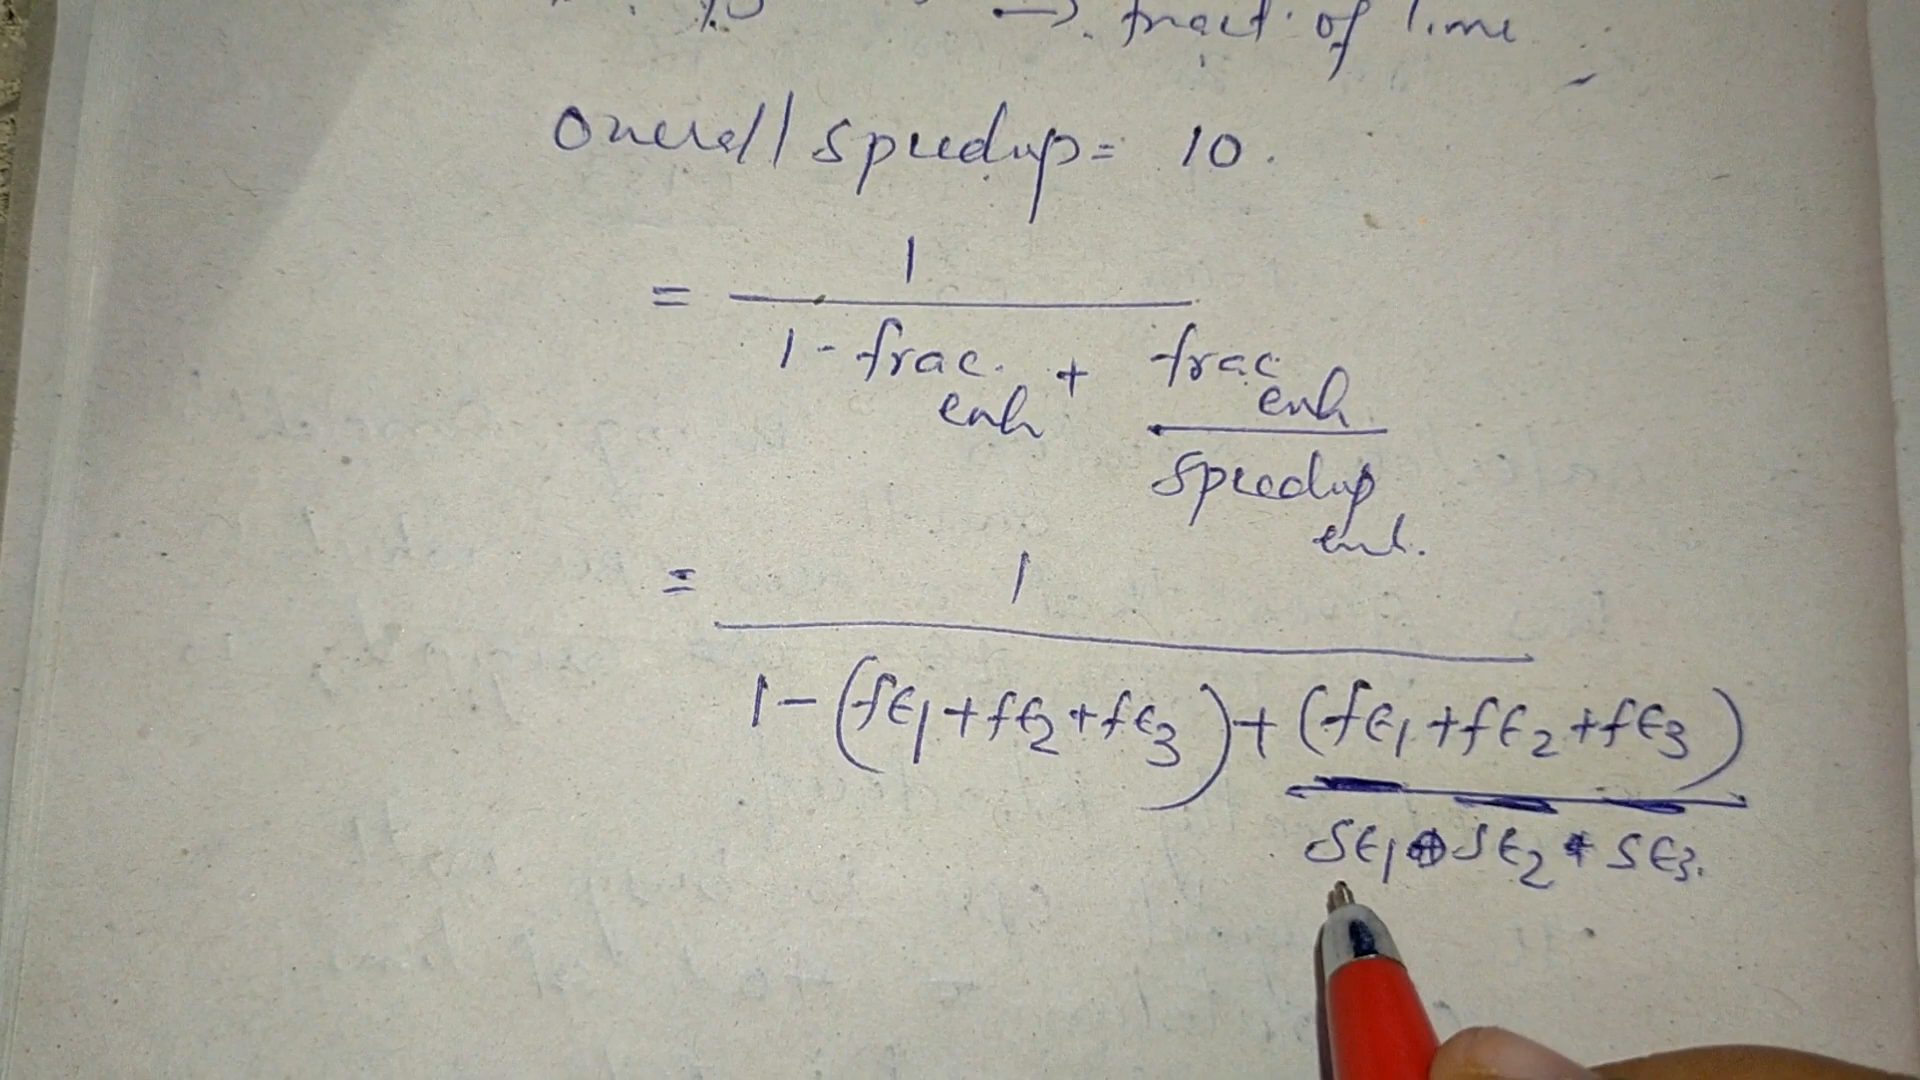 → fract. of time
Overall speedup = 10.
= 1
1 - frac. enh + frac enh
speedup enh.
= 1
1 - (fE1 + fE2 + fE3) + (fE1 + fE2 + fE3)
SE1 + SE2 + SE3.